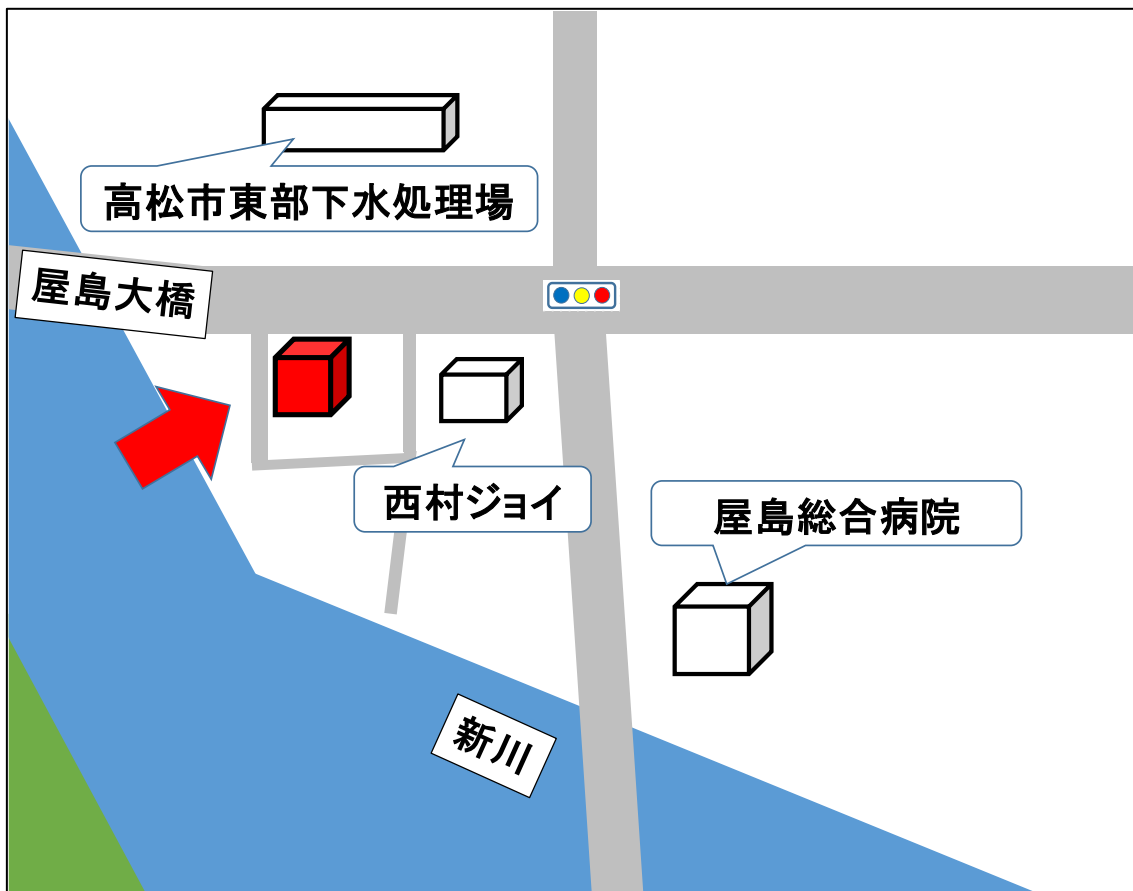 高松市東部下水処理場
屋島大橋
西村ジョイ
屋島総合病院
新川